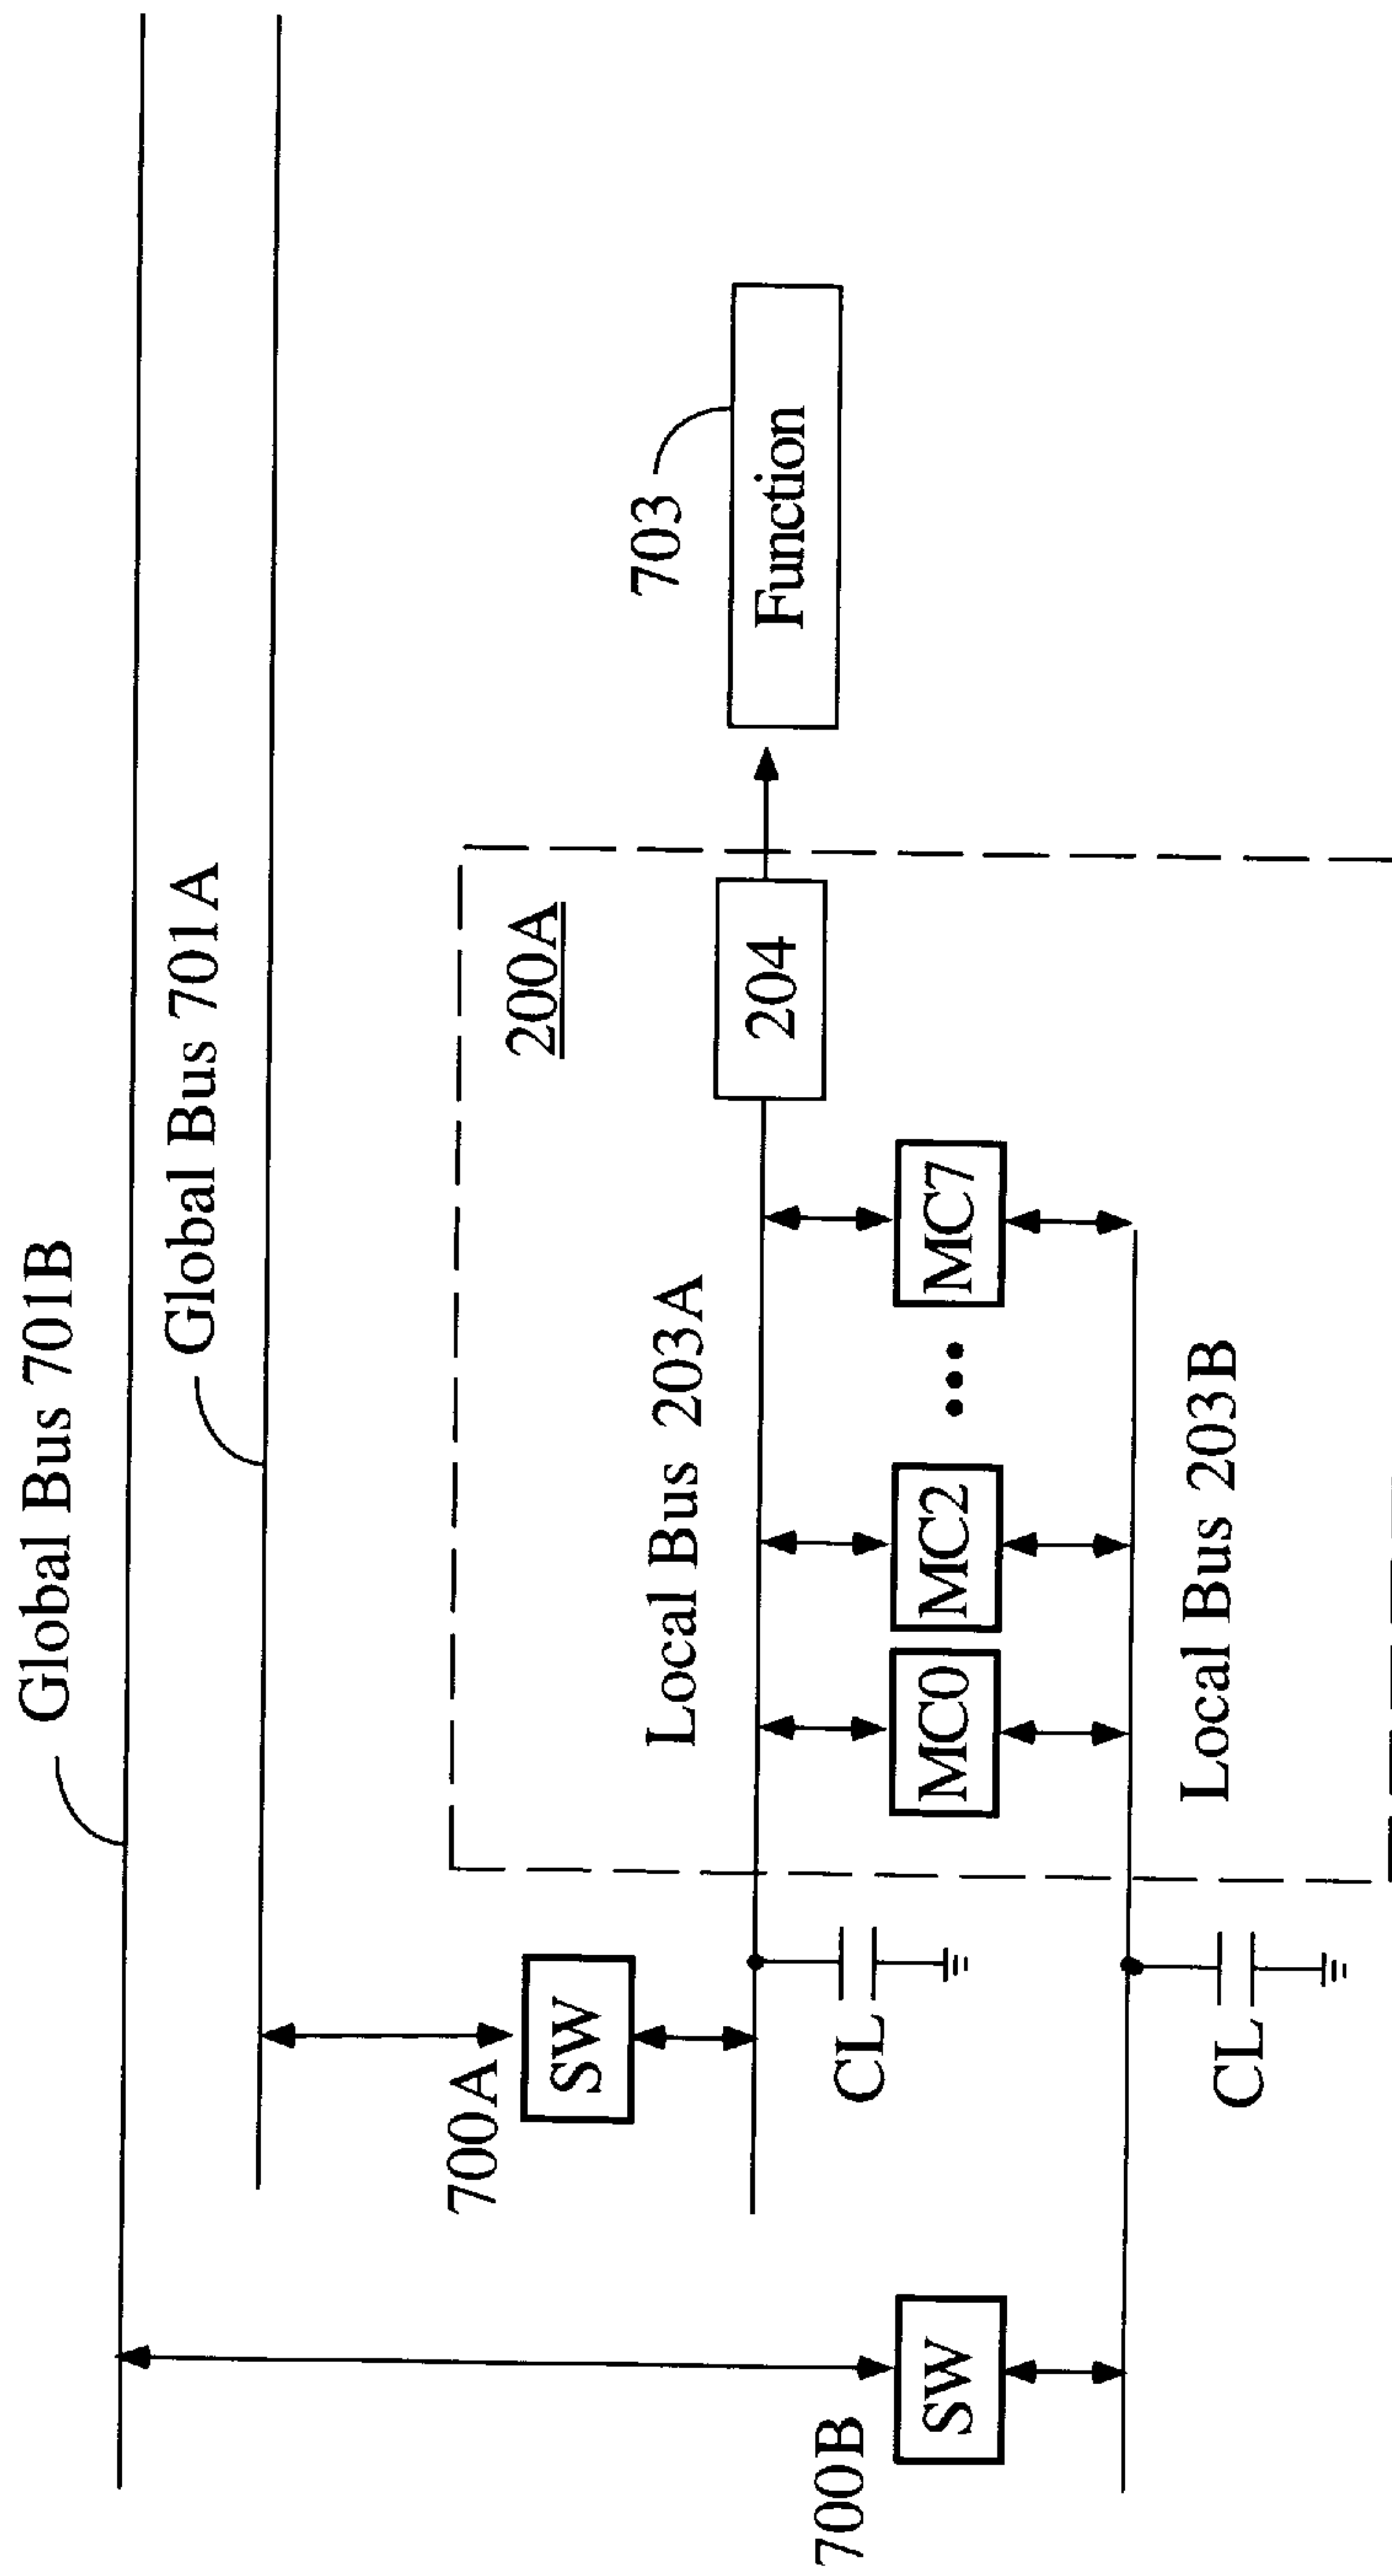 Global Bus 701B
Global Bus 701A
700A
SW
200A
Local Bus 203A
703
204
Function
CL
700B
SW
MC0
MC2
MC7
CL
Local Bus 203B